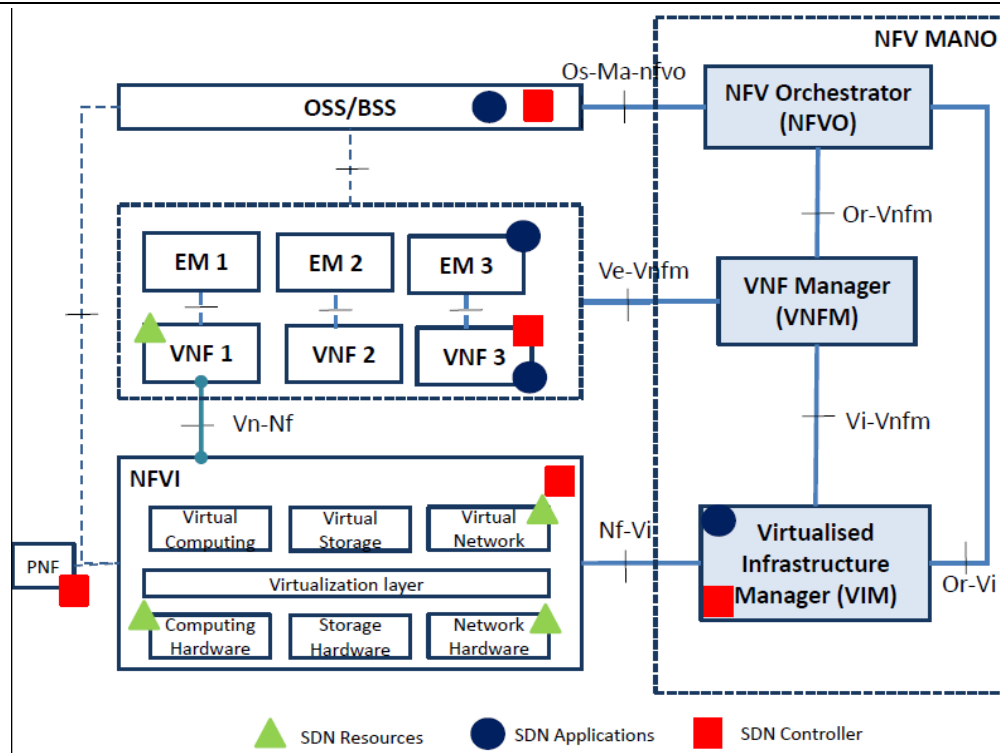 NFV MANO
Os-Ma-nfvo
OSS/BSS
NFV Orchestrator
(NFVO)
Or-Vnfm
EM 1
EM 2
EM 3
Ve-Vnfm
VNF Manager
(VNFM)
VNF 1
VNF 2
VNF 3
Vn-Nf
Vi-Vnfm
NFVI
Virtual
Computing
Virtual
Storage
Virtual
Network
Nf-Vi
Virtualised
Infrastructure
Manager (VIM)
Or-Vi
PNF
Virtualization layer
Computing
Hardware
Storage
Hardware
Network
Hardware
SDN Resources
SDN Applications
SDN Controller